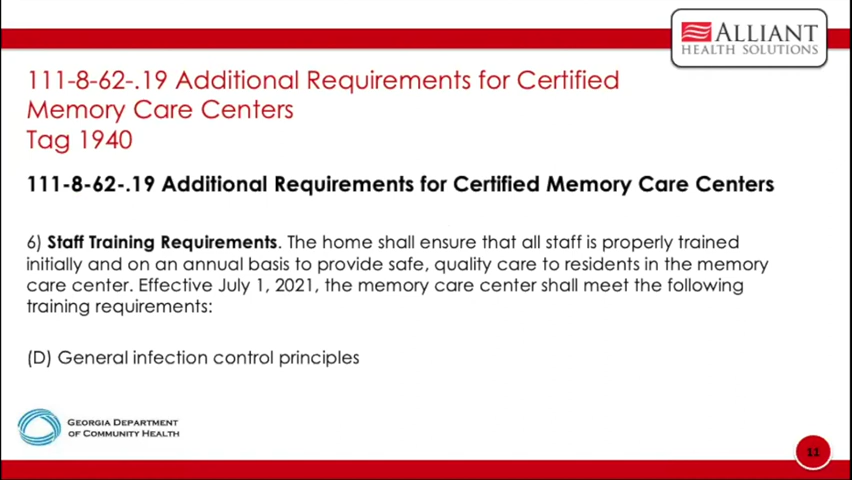 ALLIANT
HEALTH SOLUTIONS
111-8-62-.19 Additional Requirements for Certified
Memory Care Centers
Tag 1940
111-8-62-.19 Additional Requirements for Certified Memory Care Centers
6) Staff Training Requirements. The home shall ensure that all staff is properly trained
initially and on an annual basis to provide safe, quality care to residents in the memory
care center. Effective July 1, 2021, the memory care center shall meet the following
training requirements:
(D) General infection control principles
GEORGIA DEPARTMENT
OF COMMUNITY HEALTH
11